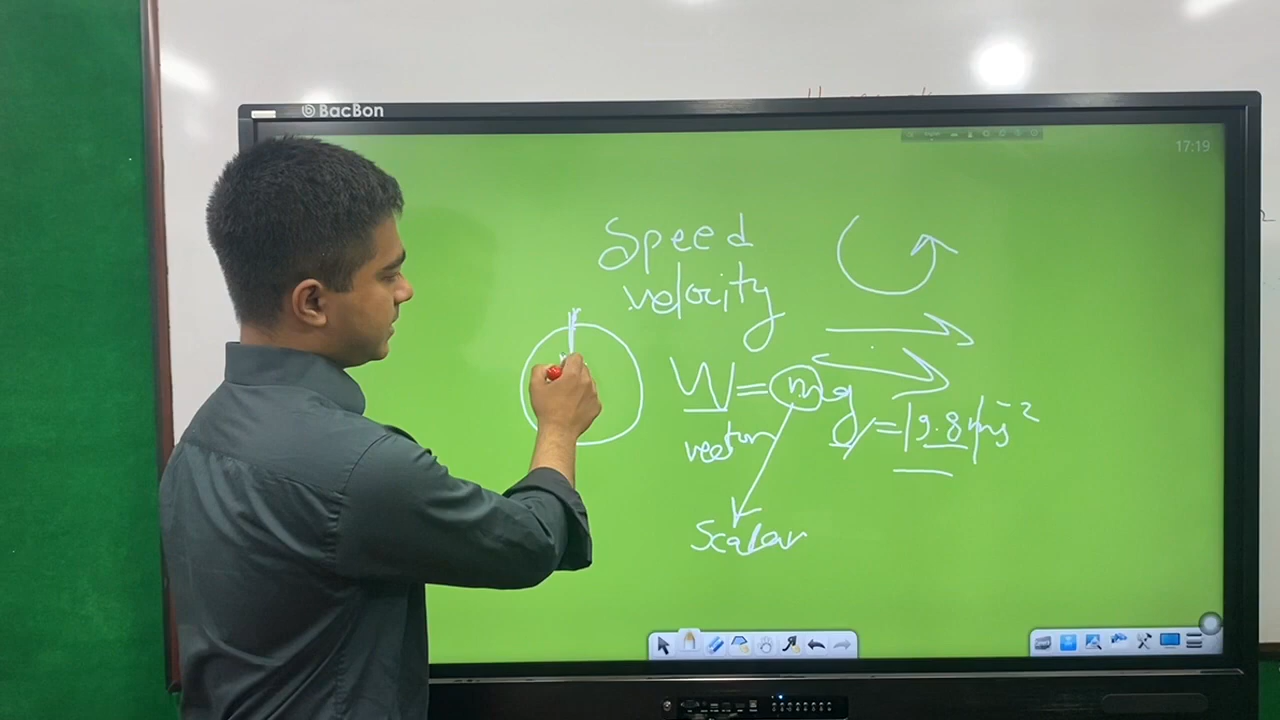 BacBon
17:19
Speed
velocity
W = mg
g = |9.8 ms⁻²|
vector
Scalar